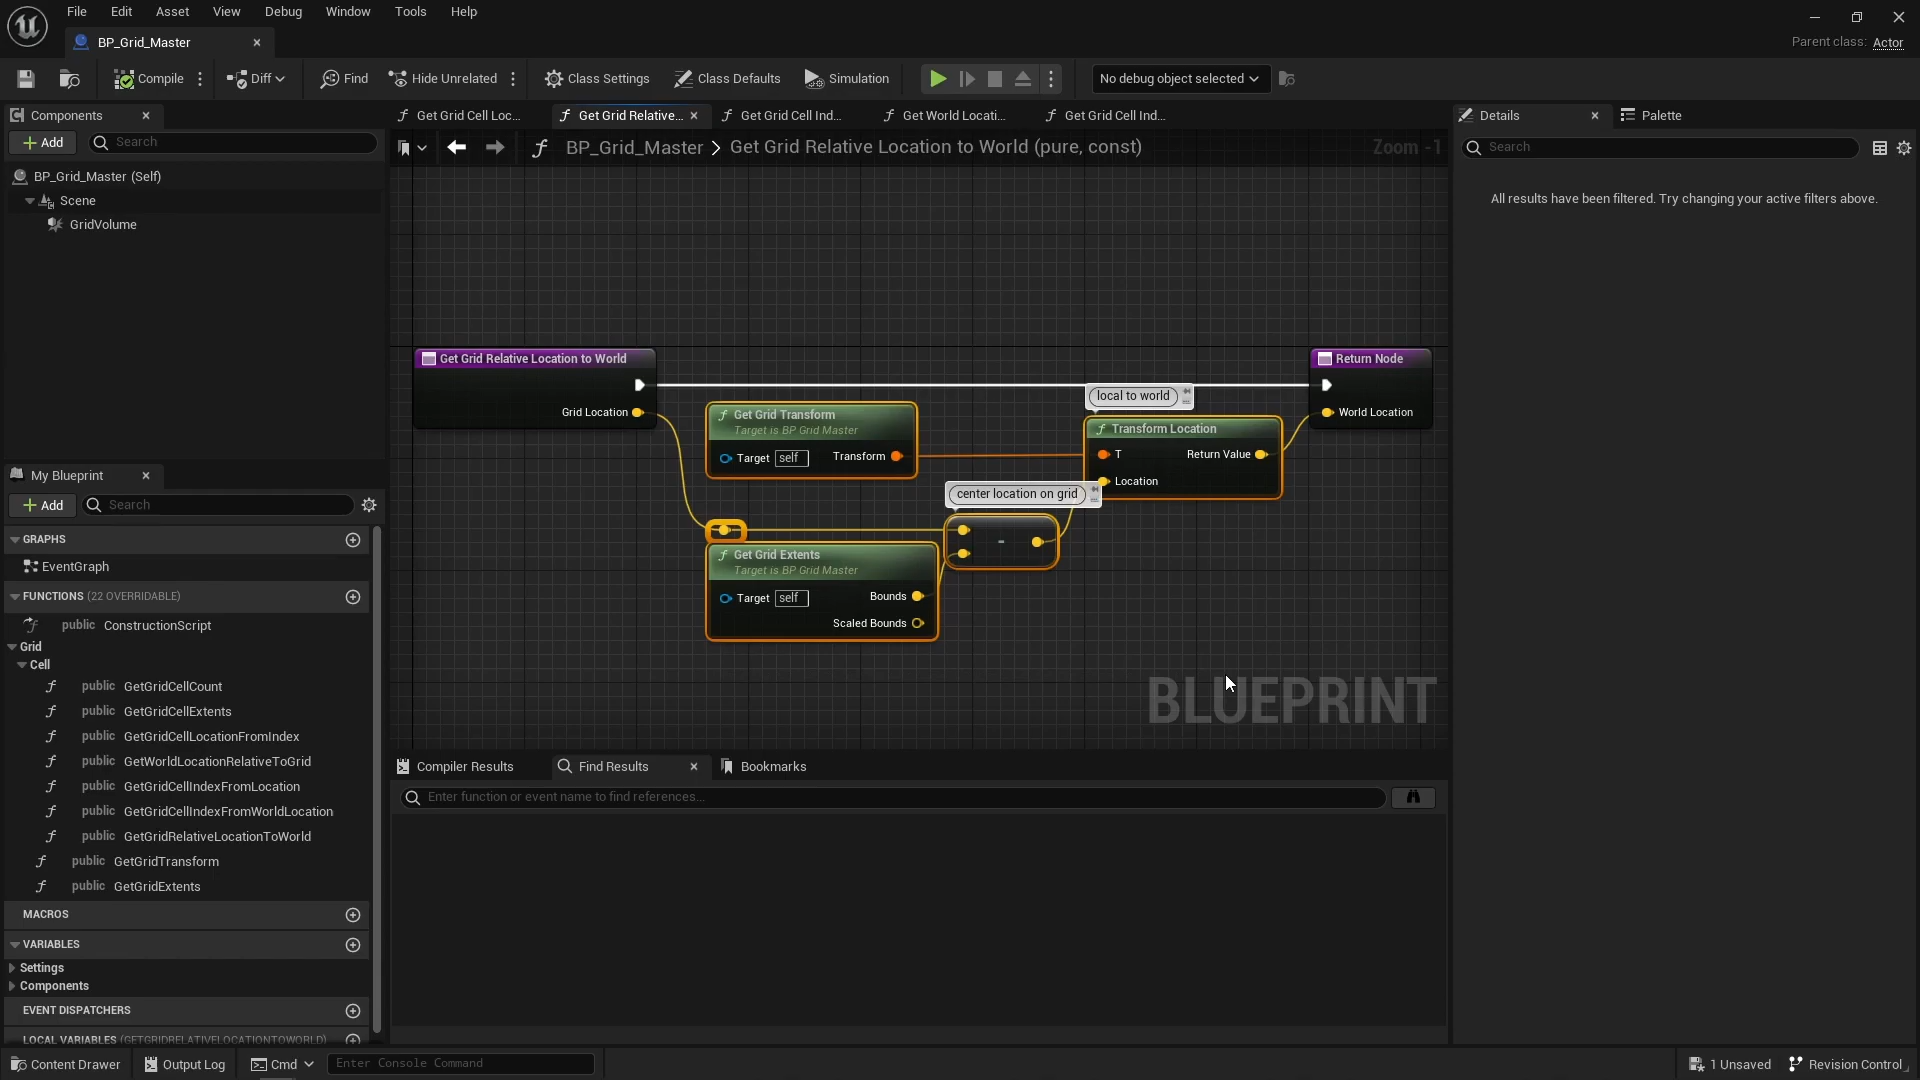 File Edit Asset View Debug Window Tools Help
BP_Grid_Master
Parent class: Actor
Compile Diff Find Hide Unrelated Class Settings Class Defaults Simulation No debug object selected
Components
Add Search
BP_Grid_Master (Self)
Scene
GridVolume
My Blueprint
Add Search
GRAPHS
EventGraph
FUNCTIONS (22 OVERRIDABLE)
public ConstructionScript
Grid
Cell
public GetGridCellCount
public GetGridCellExtents
public GetGridCellLocationFromIndex
public GetWorldLocationRelativeToGrid
public GetGridCellIndexFromLocation
public GetGridCellIndexFromWorldLocation
public GetGridRelativeLocationToWorld
public GetGridTransform
public GetGridExtents
MACROS
VARIABLES
Settings
Components
EVENT DISPATCHERS
LOCAL VARIABLES (GETGRIDRELATIVELOCATIONTOWORLD)
Get Grid Cell Loc... Get Grid Relative... Get Grid Cell Ind... Get World Locati... Get Grid Cell Ind...
BP_Grid_Master > Get Grid Relative Location to World (pure, const) Zoom -1
Get Grid Relative Location to World
Grid Location
Get Grid Transform
Target is BP Grid Master
Target self Transform
Get Grid Extents
Target is BP Grid Master
Target self Bounds
Scaled Bounds
center location on grid
-
local to world
Transform Location
T Return Value
Location
Return Node
World Location
BLUEPRINT
Compiler Results Find Results Bookmarks
Enter function or event name to find references...
Details Palette
Search
All results have been filtered. Try changing your active filters above.
Content Drawer Output Log Cmd Enter Console Command 1 Unsaved Revision Control